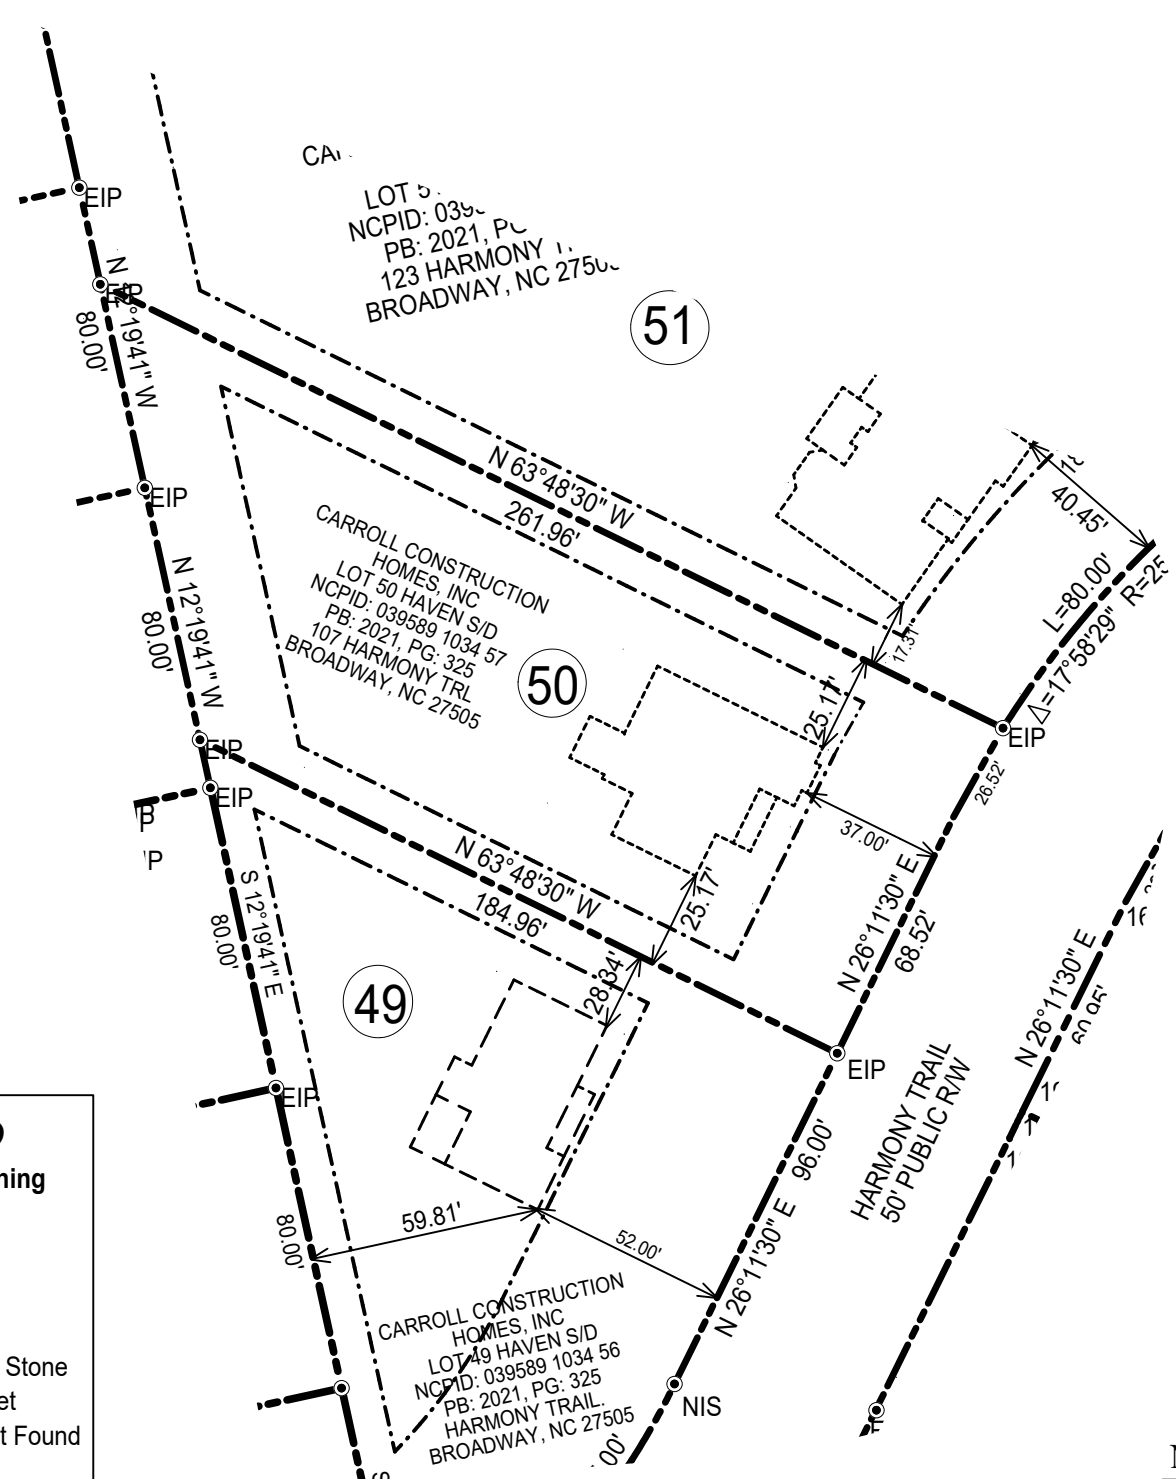 EIP
LOT 5
NCPID: 039
PB: 2021,
123 HARMONY
BROADWAY, NC 2750
51
EIP
N 12°19'41" W
80.00'
N 63°48'30" W
261.96'
40.45'
L=80.00'
R=25
Δ=17°58'29"
EIP
CARROLL CONSTRUCTION
HOMES, INC
LOT 50 HAVEN S/D
NCPID: 039589 1034 57
PB: 2021, PG: 325
107 HARMONY TRL
BROADWAY, NC 27505
50
N 12°19'41" W
80.00'
17.31'
25.17'
EIP
26.52'
EIP
EIP
37.00'
N 63°48'30" W
184.96'
25.17'
N 26°11'30" E
68.52'
S 12°19'41" E
80.00'
28.34'
49
N 26°11'30" E
EIP
EIP
HARMONY TRAIL
50' PUBLIC R/W
N 26°11'30" E
96.00'
59.81'
52.00'
80.00'
CARROLL CONSTRUCTION
HOMES, INC
LOT 49 HAVEN S/D
NCPID: 039589 1034 56
PB: 2021, PG: 325
HARMONY TRAIL.
BROADWAY, NC 27505
NIS
Stone
t Found